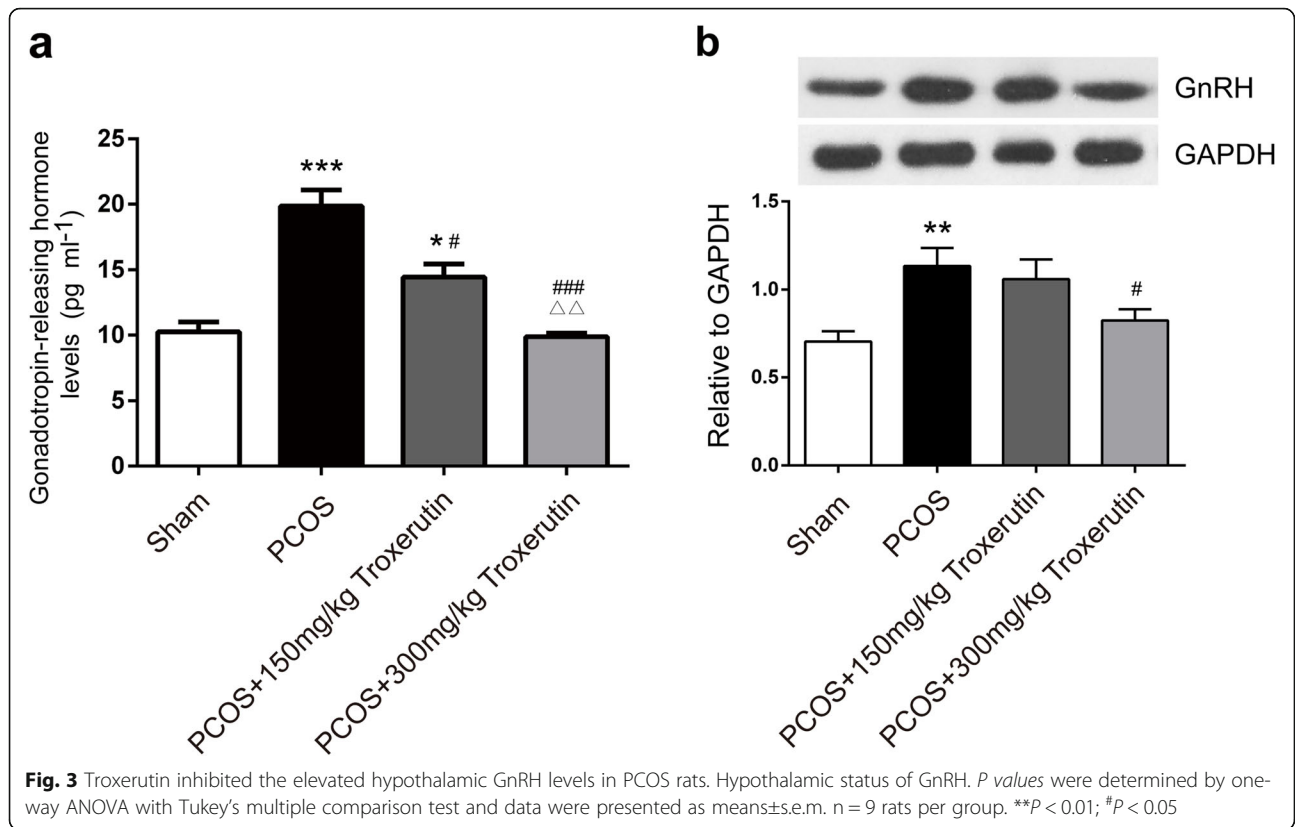 a
Gonadotropin-releasing hormone
levels (pg ml-1)
25
20
15
10
5
0
***
* #
###
△△
Sham
PCOS
PCOS+150mg/kg Troxerutin
PCOS+300mg/kg Troxerutin
b
GnRH
GAPDH
Relative to GAPDH
1.5
1.0
0.5
0.0
**
#
Sham
PCOS
PCOS+150mg/kg Troxerutin
PCOS+300mg/kg Troxerutin
Fig. 3 Troxerutin inhibited the elevated hypothalamic GnRH levels in PCOS rats. Hypothalamic status of GnRH. P values were determined by one-
way ANOVA with Tukey's multiple comparison test and data were presented as means±s.e.m. n = 9 rats per group. **P < 0.01; #P < 0.05